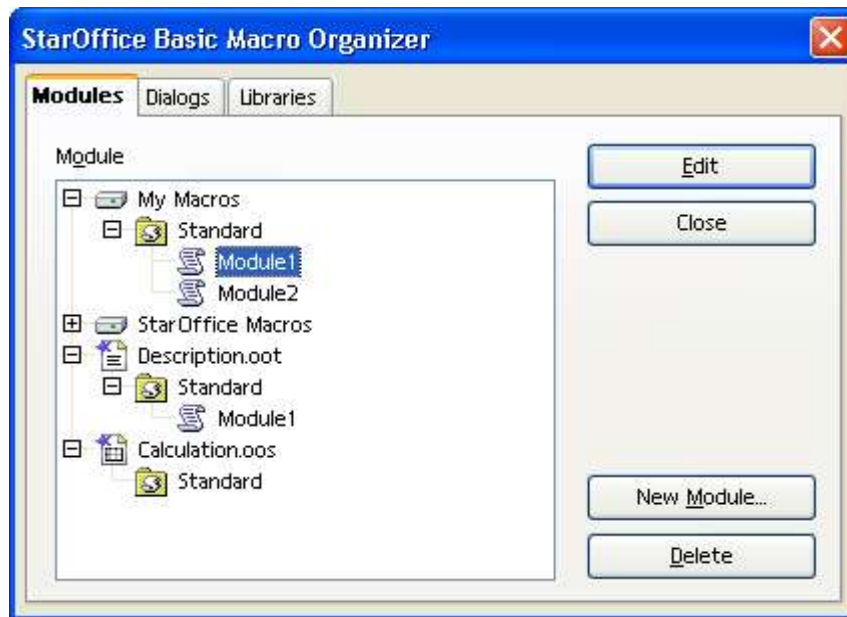 StarOffice Basic Macro Organizer
Modules Dialogs Libraries
Module
Edit
My Macros
Standard
Close
Module1
Module2
StarOffice Macros
Description.oot
Standard
Module1
Calculation.oos
Standard
New Module...
Delete